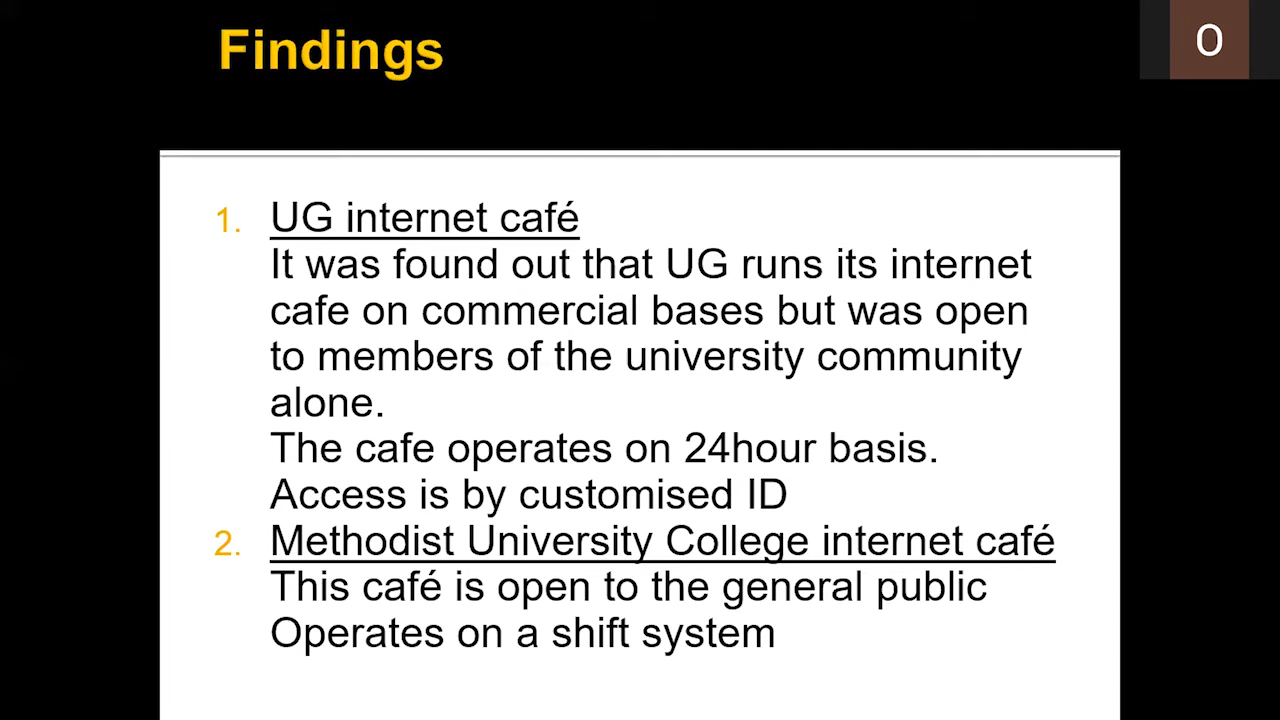 Findings
O
1. UG internet café
It was found out that UG runs its internet
cafe on commercial bases but was open
to members of the university community
alone.
The cafe operates on 24hour basis.
Access is by customised ID
2. Methodist University College internet café
This café is open to the general public
Operates on a shift system